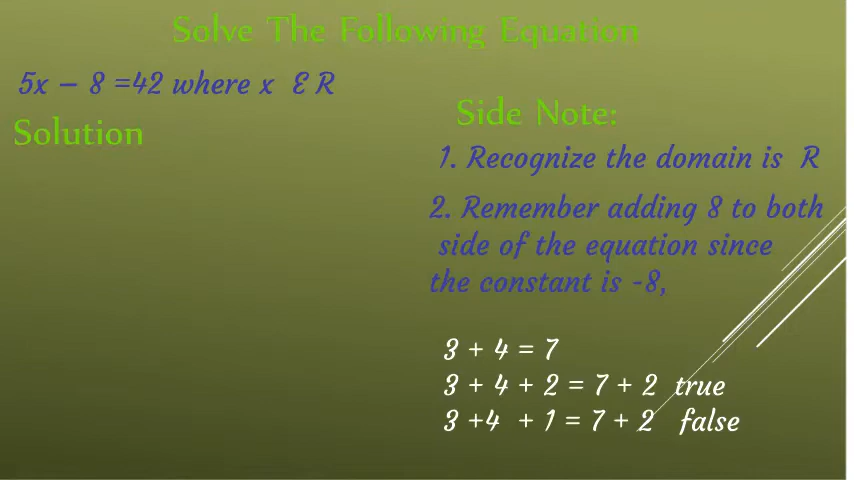 Solve The Following Equation
5x – 8 =42 where x E R
Solution
Side Note:
1. Recognize the domain is R
2. Remember adding 8 to both
side of the equation since
the constant is -8,
3 + 4 = 7
3 + 4 + 2 = 7 + 2 true
3 +4 + 1 = 7 + 2 false